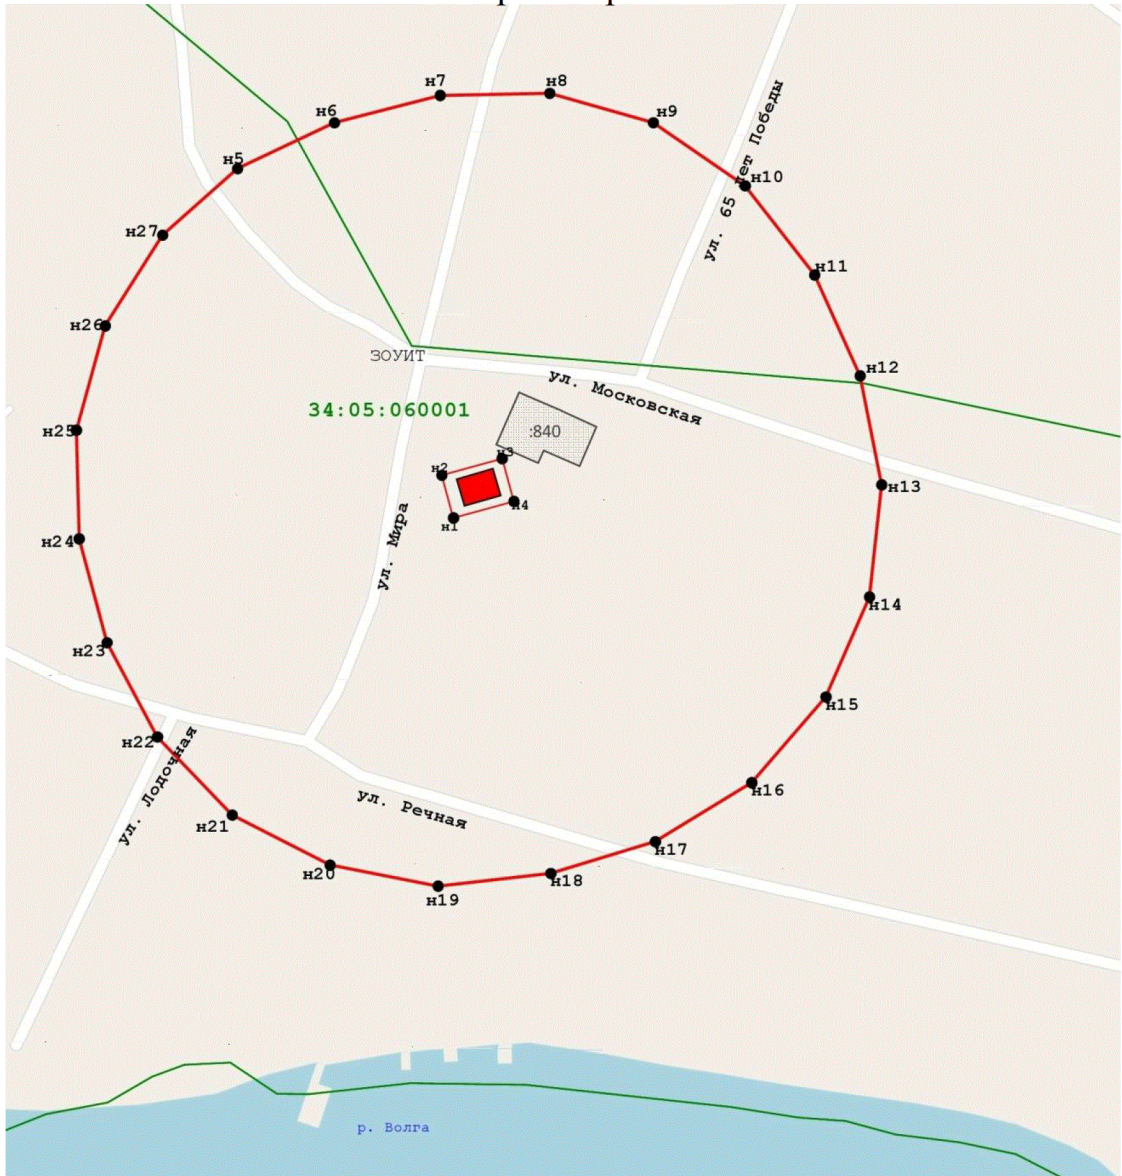 н7
н8
н6
н9
н5
н10
ул. 65 лет Победы
н27
н11
н26
ЗОУИТ
н12
ул. Московская
34:05:060001
н25
:840
н3
н2
н13
н4
н1
ул. Мира
н24
н14
н23
н15
н22
ул. Лодочная
н16
ул. Речная
н21
н17
н20
н18
н19
р. Волга